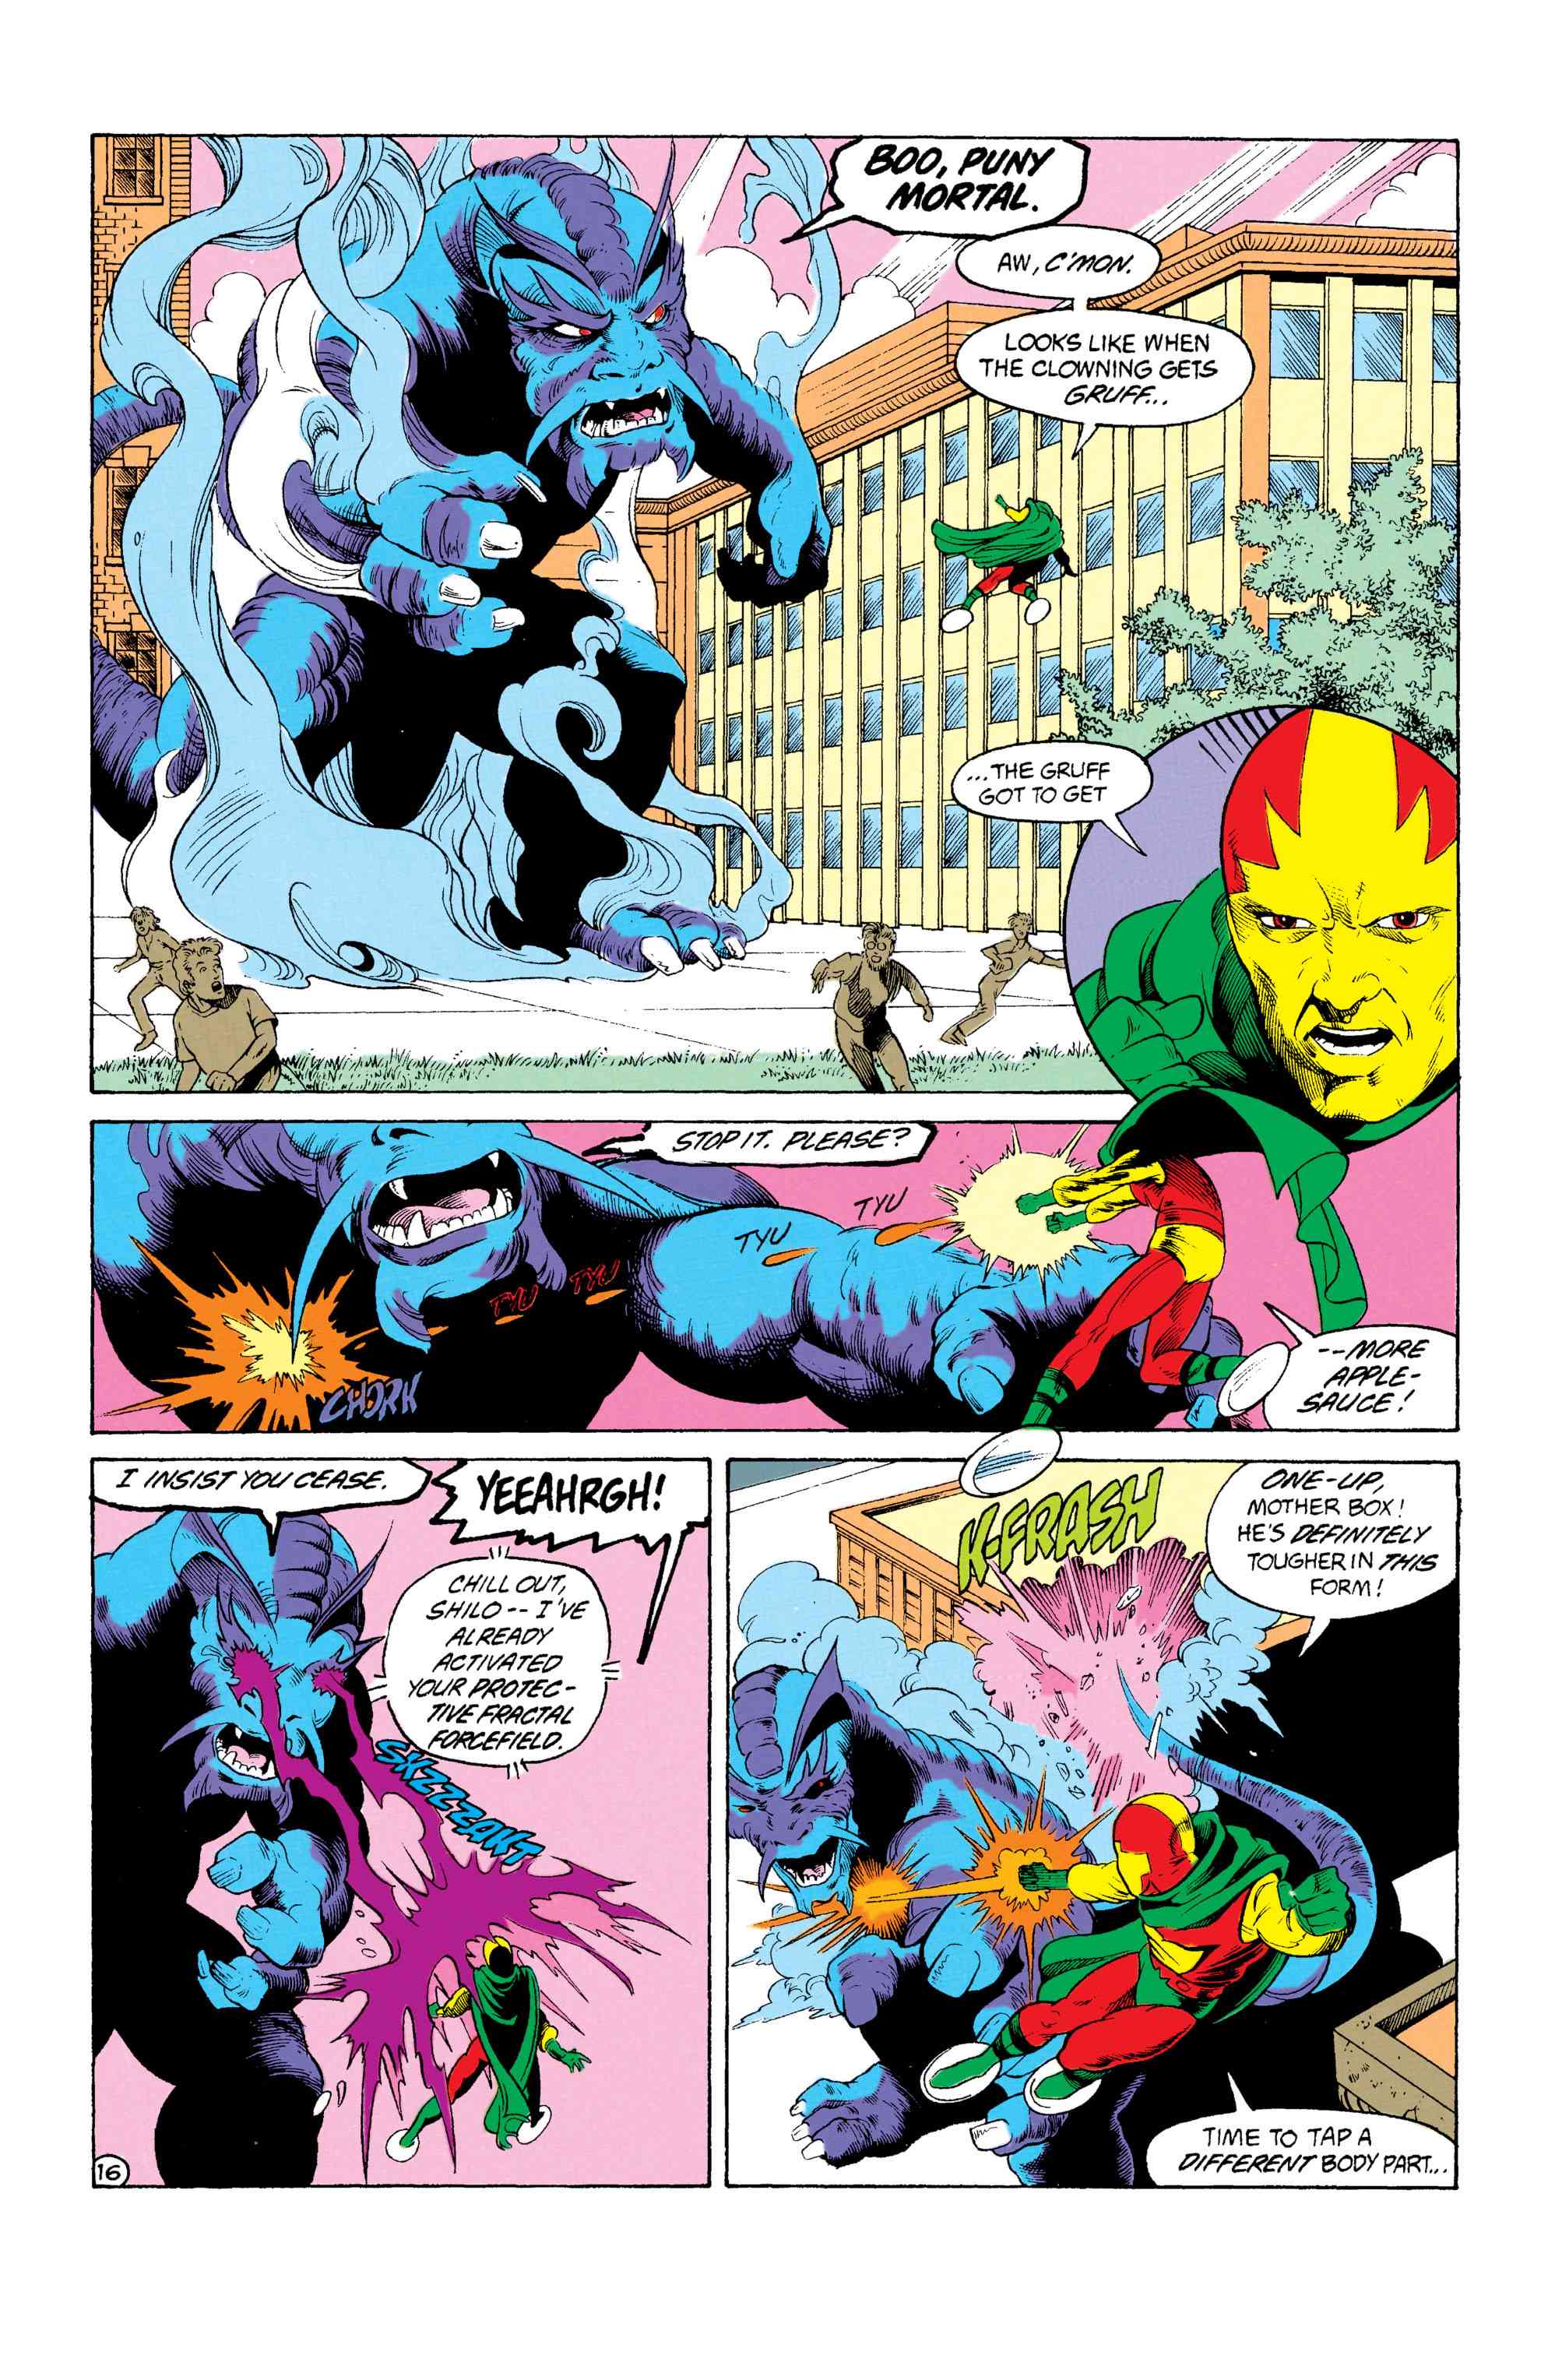 BOO, PUNY
MORTAL.
AW, C'MON.
LOOKS LIKE WHEN
THE CLOWNING GETS
GRUFF...
...THE GRUFF
GOT TO GET
STOP IT. PLEASE?
TYU
TYU
TYU
TYU
CHORK
--MORE
APPLE-
SAUCE!
I INSIST YOU CEASE.
YEEAHRGH!
CHILL OUT,
SHILO -- I'VE
ALREADY
ACTIVATED
YOUR PROTEC-
TIVE FRACTAL
FORCEFIELD.
SKZZZZAKT
K-FRASH
ONE-UP,
MOTHER BOX!
HE'S DEFINITELY
TOUGHER IN THIS
FORM!
TIME TO TAP A
DIFFERENT BODY PART...
16